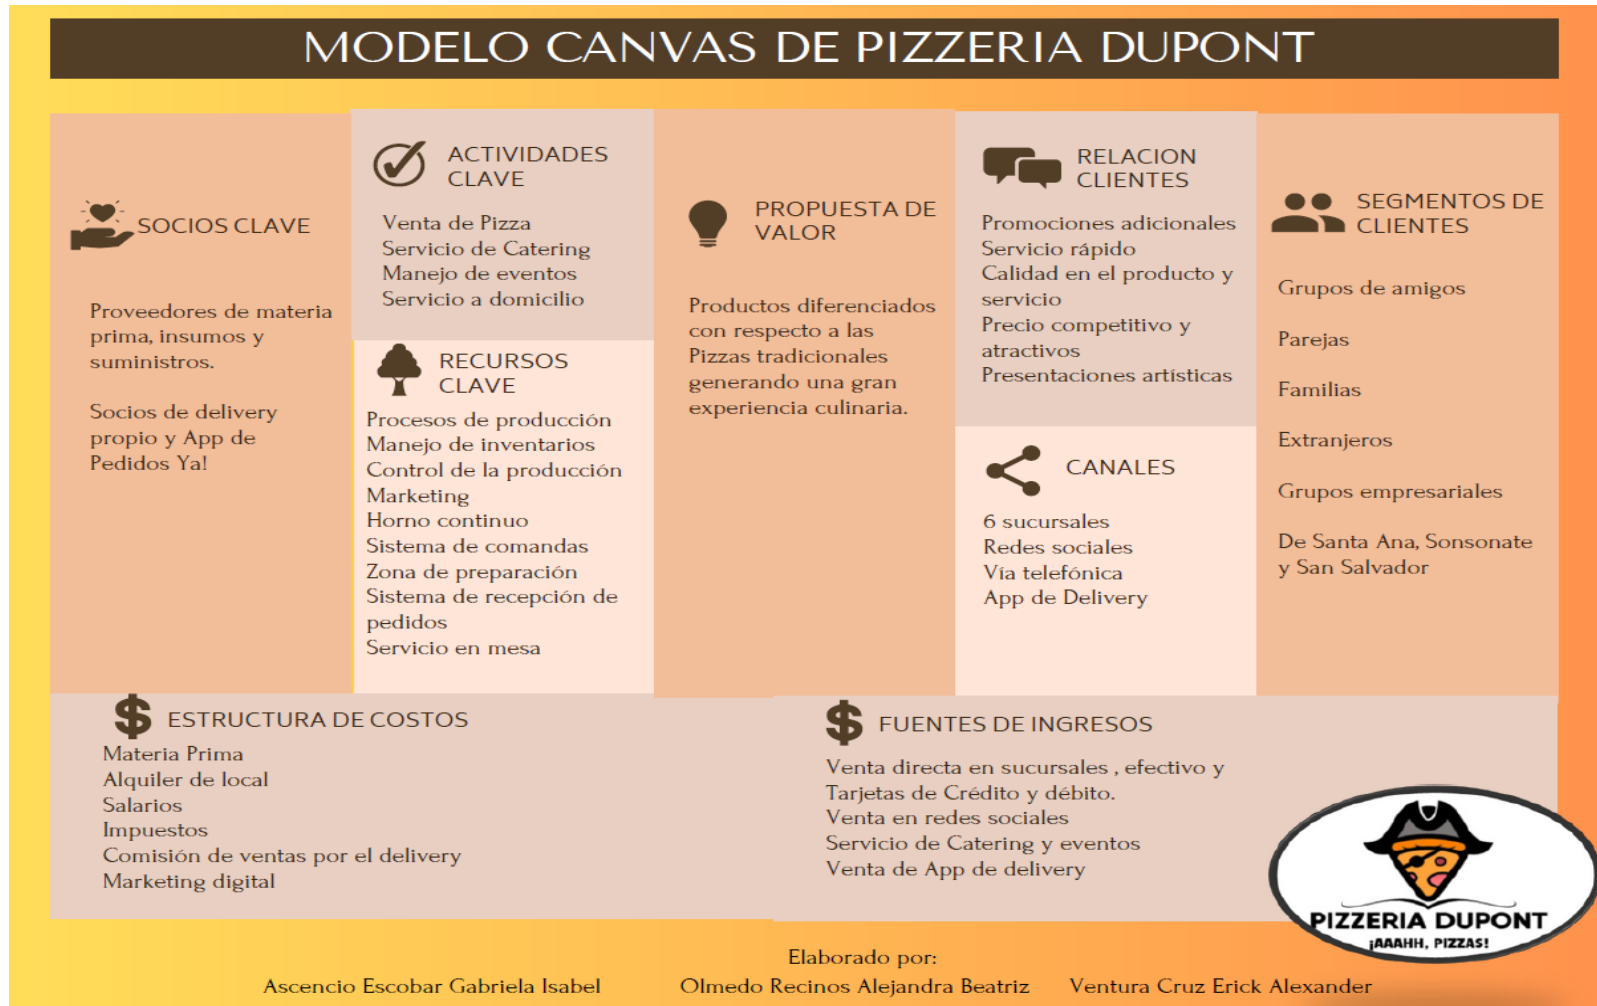 MODELO CANVAS DE PIZZERIA DUPONT
SOCIOS CLAVE
Proveedores de materia
prima, insumos y
suministros.
Socios de delivery
propio y App de
Pedidos Ya!
ACTIVIDADES
CLAVE
Venta de Pizza
Servicio de Catering
Manejo de eventos
Servicio a domicilio
RECURSOS
CLAVE
Procesos de producción
Manejo de inventarios
Control de la producción
Marketing
Horno continuo
Sistema de comandas
Zona de preparación
Sistema de recepción de
pedidos
Servicio en mesa
PROPUESTA DE
VALOR
Productos diferenciados
con respecto a las
Pizzas tradicionales
generando una gran
experiencia culinaria.
RELACION
CLIENTES
Promociones adicionales
Servicio rápido
Calidad en el producto y
servicio
Precio competitivo y
atractivos
Presentaciones artísticas
CANALES
6 sucursales
Redes sociales
Vía telefónica
App de Delivery
SEGMENTOS DE
CLIENTES
Grupos de amigos
Parejas
Familias
Extranjeros
Grupos empresariales
De Santa Ana, Sonsonate
y San Salvador
$ ESTRUCTURA DE COSTOS
Materia Prima
Alquiler de local
Salarios
Impuestos
Comisión de ventas por el delivery
Marketing digital
$ FUENTES DE INGRESOS
Venta directa en sucursales , efectivo y
Tarjetas de Crédito y débito.
Venta en redes sociales
Servicio de Catering y eventos
Venta de App de delivery
PIZZERIA DUPONT
¡AAAHH, PIZZAS!
Elaborado por:
Ascencio Escobar Gabriela Isabel Olmedo Recinos Alejandra Beatriz Ventura Cruz Erick Alexander